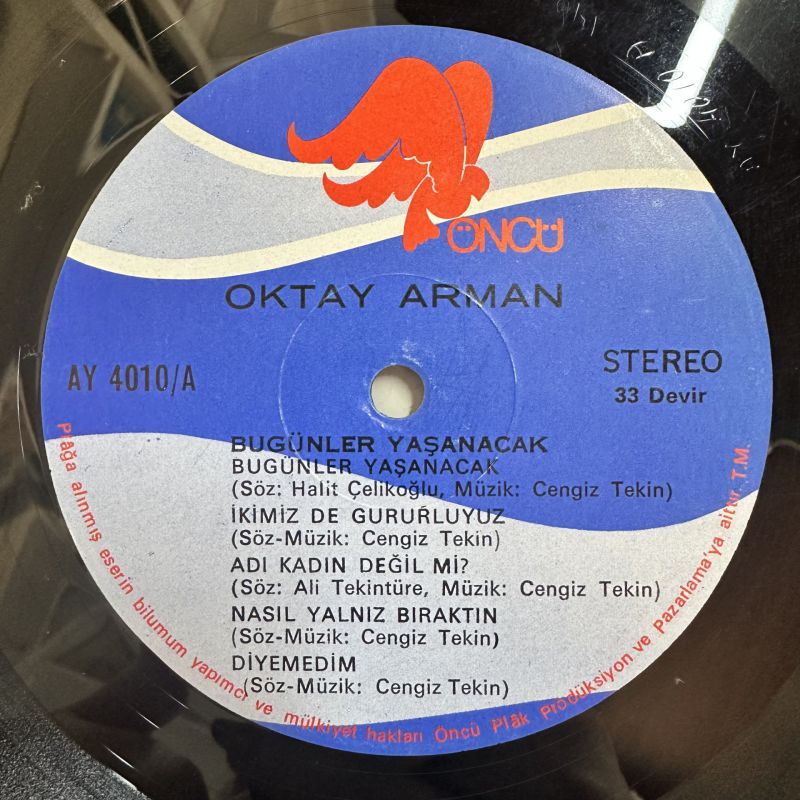 ÖNCÜ
OKTAY ARMAN
AY 4010/A
STEREO
33 Devir
BUGÜNLER YAŞANACAK
BUGÜNLER YAŞANACAK
(Söz: Halit Çelikoğlu, Müzik: Cengiz Tekin)
İKİMİZ DE GURURLUYUZ
(Söz-Müzik: Cengiz Tekin)
ADI KADIN DEĞİL Mİ?
(Söz: Ali Tekintüre, Müzik: Cengiz Tekin)
NASIL YALNIZ BIRAKTIN
(Söz-Müzik: Cengiz Tekin)
DİYEMEDİM
(Söz-Müzik: Cengiz Tekin)
Plâğa alınmış eserin bilumum yapımcı ve mülkiyet hakları Öncü Plâk Prodüksiyon ve Pazarlama'ya aittir. T.M.